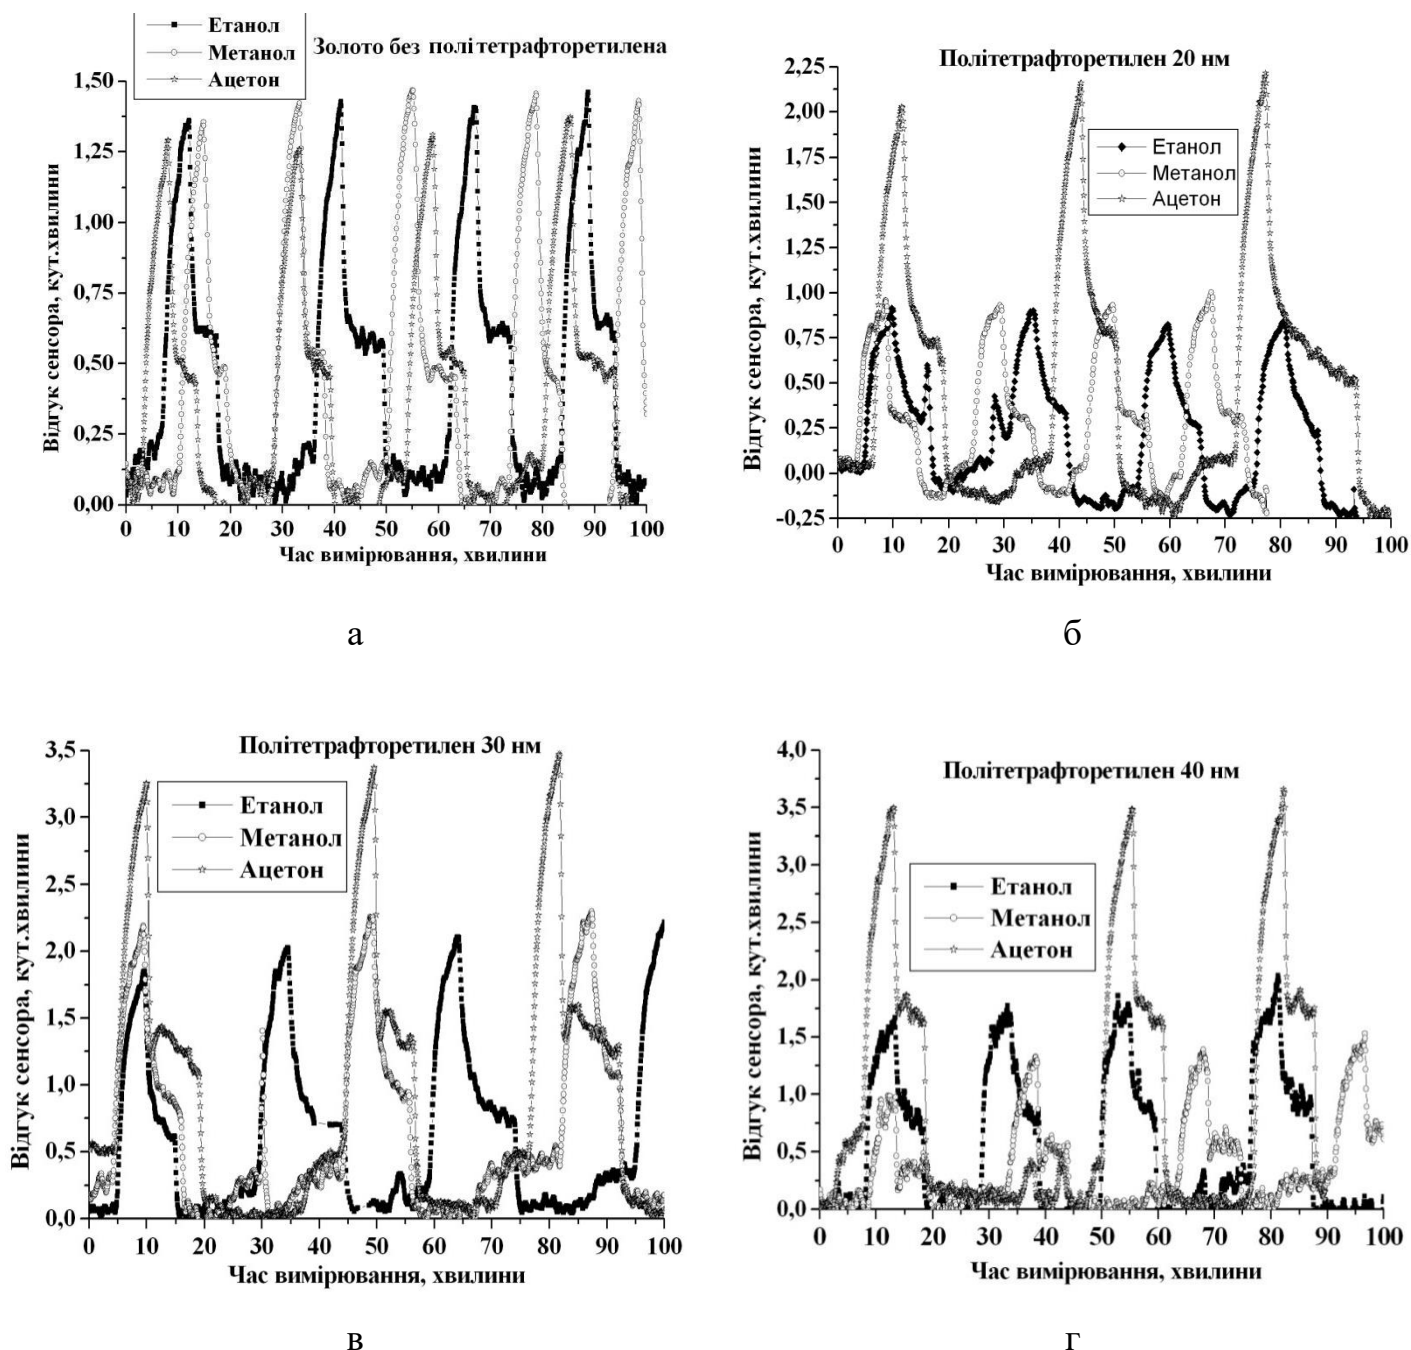 Етанол
Метанол
Ацетон
Золото без політетрафторетилена
1,50
1,25
1,00
0,75
0,50
0,25
0,00
Відгук сенсора, кут.хвилини
0 10 20 30 40 50 60 70 80 90 100
Час вимірювання, хвилини
а
Політетрафторетилен 20 нм
2,25
2,00
1,75
1,50
1,25
1,00
0,75
0,50
0,25
0,00
-0,25
Відгук сенсора, кут.хвилини
Етанол
Метанол
Ацетон
0 10 20 30 40 50 60 70 80 90 100
Час вимірювання, хвилини
б
Політетрафторетилен 30 нм
3,5
3,0
2,5
2,0
1,5
1,0
0,5
0,0
Відгук сенсора, кут.хвилини
Етанол
Метанол
Ацетон
0 10 20 30 40 50 60 70 80 90 100
Час вимірювання, хвилини
в
Політетрафторетилен 40 нм
4,0
3,5
3,0
2,5
2,0
1,5
1,0
0,5
0,0
Відгук сенсора, кут.хвилини
Етанол
Метанол
Ацетон
0 10 20 30 40 50 60 70 80 90 100
Час вимірювання, хвилини
г